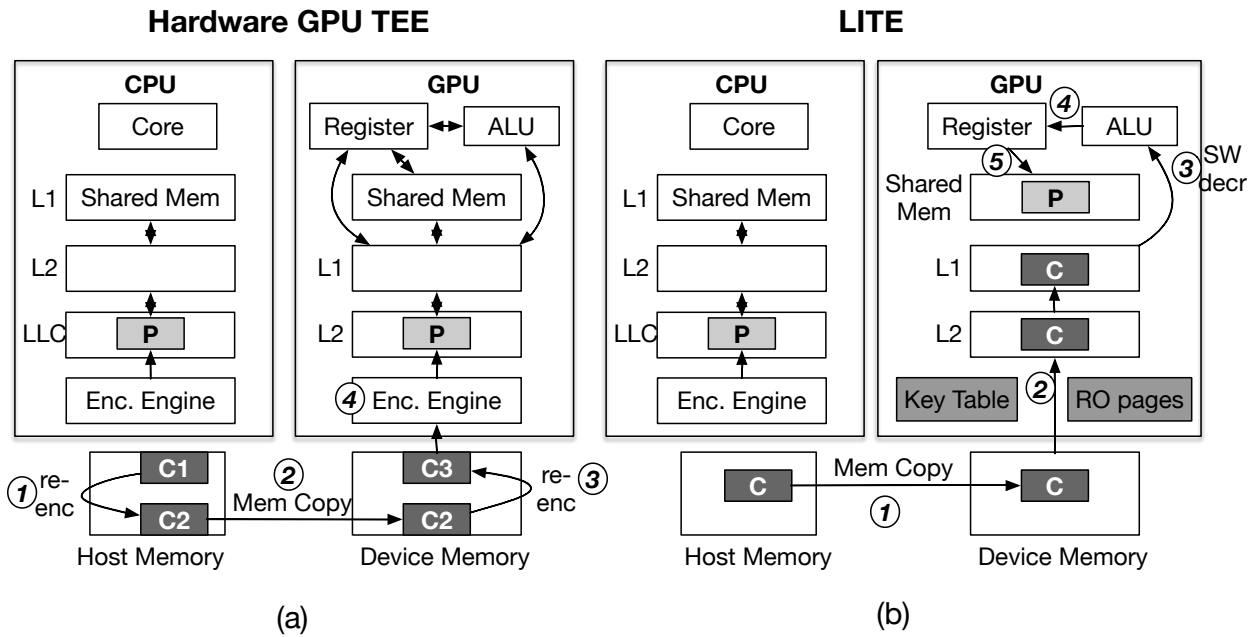 Hardware GPU TEE
CPU
Core
L1
Shared Mem
L2
LLC
P
Enc. Engine
GPU
Register
ALU
Shared Mem
L1
L2
P
4
Enc. Engine
1
re-
enc
C1
C2
Host Memory
2
Mem Copy
C3
C2
re-
enc
3
Device Memory
(a)
LITE
CPU
Core
L1
Shared Mem
L2
LLC
P
Enc. Engine
GPU
4
Register
ALU
5
3
SW
decr
Shared
Mem
P
L1
C
L2
C
2
Key Table
RO pages
C
Host Memory
Mem Copy
1
C
Device Memory
(b)